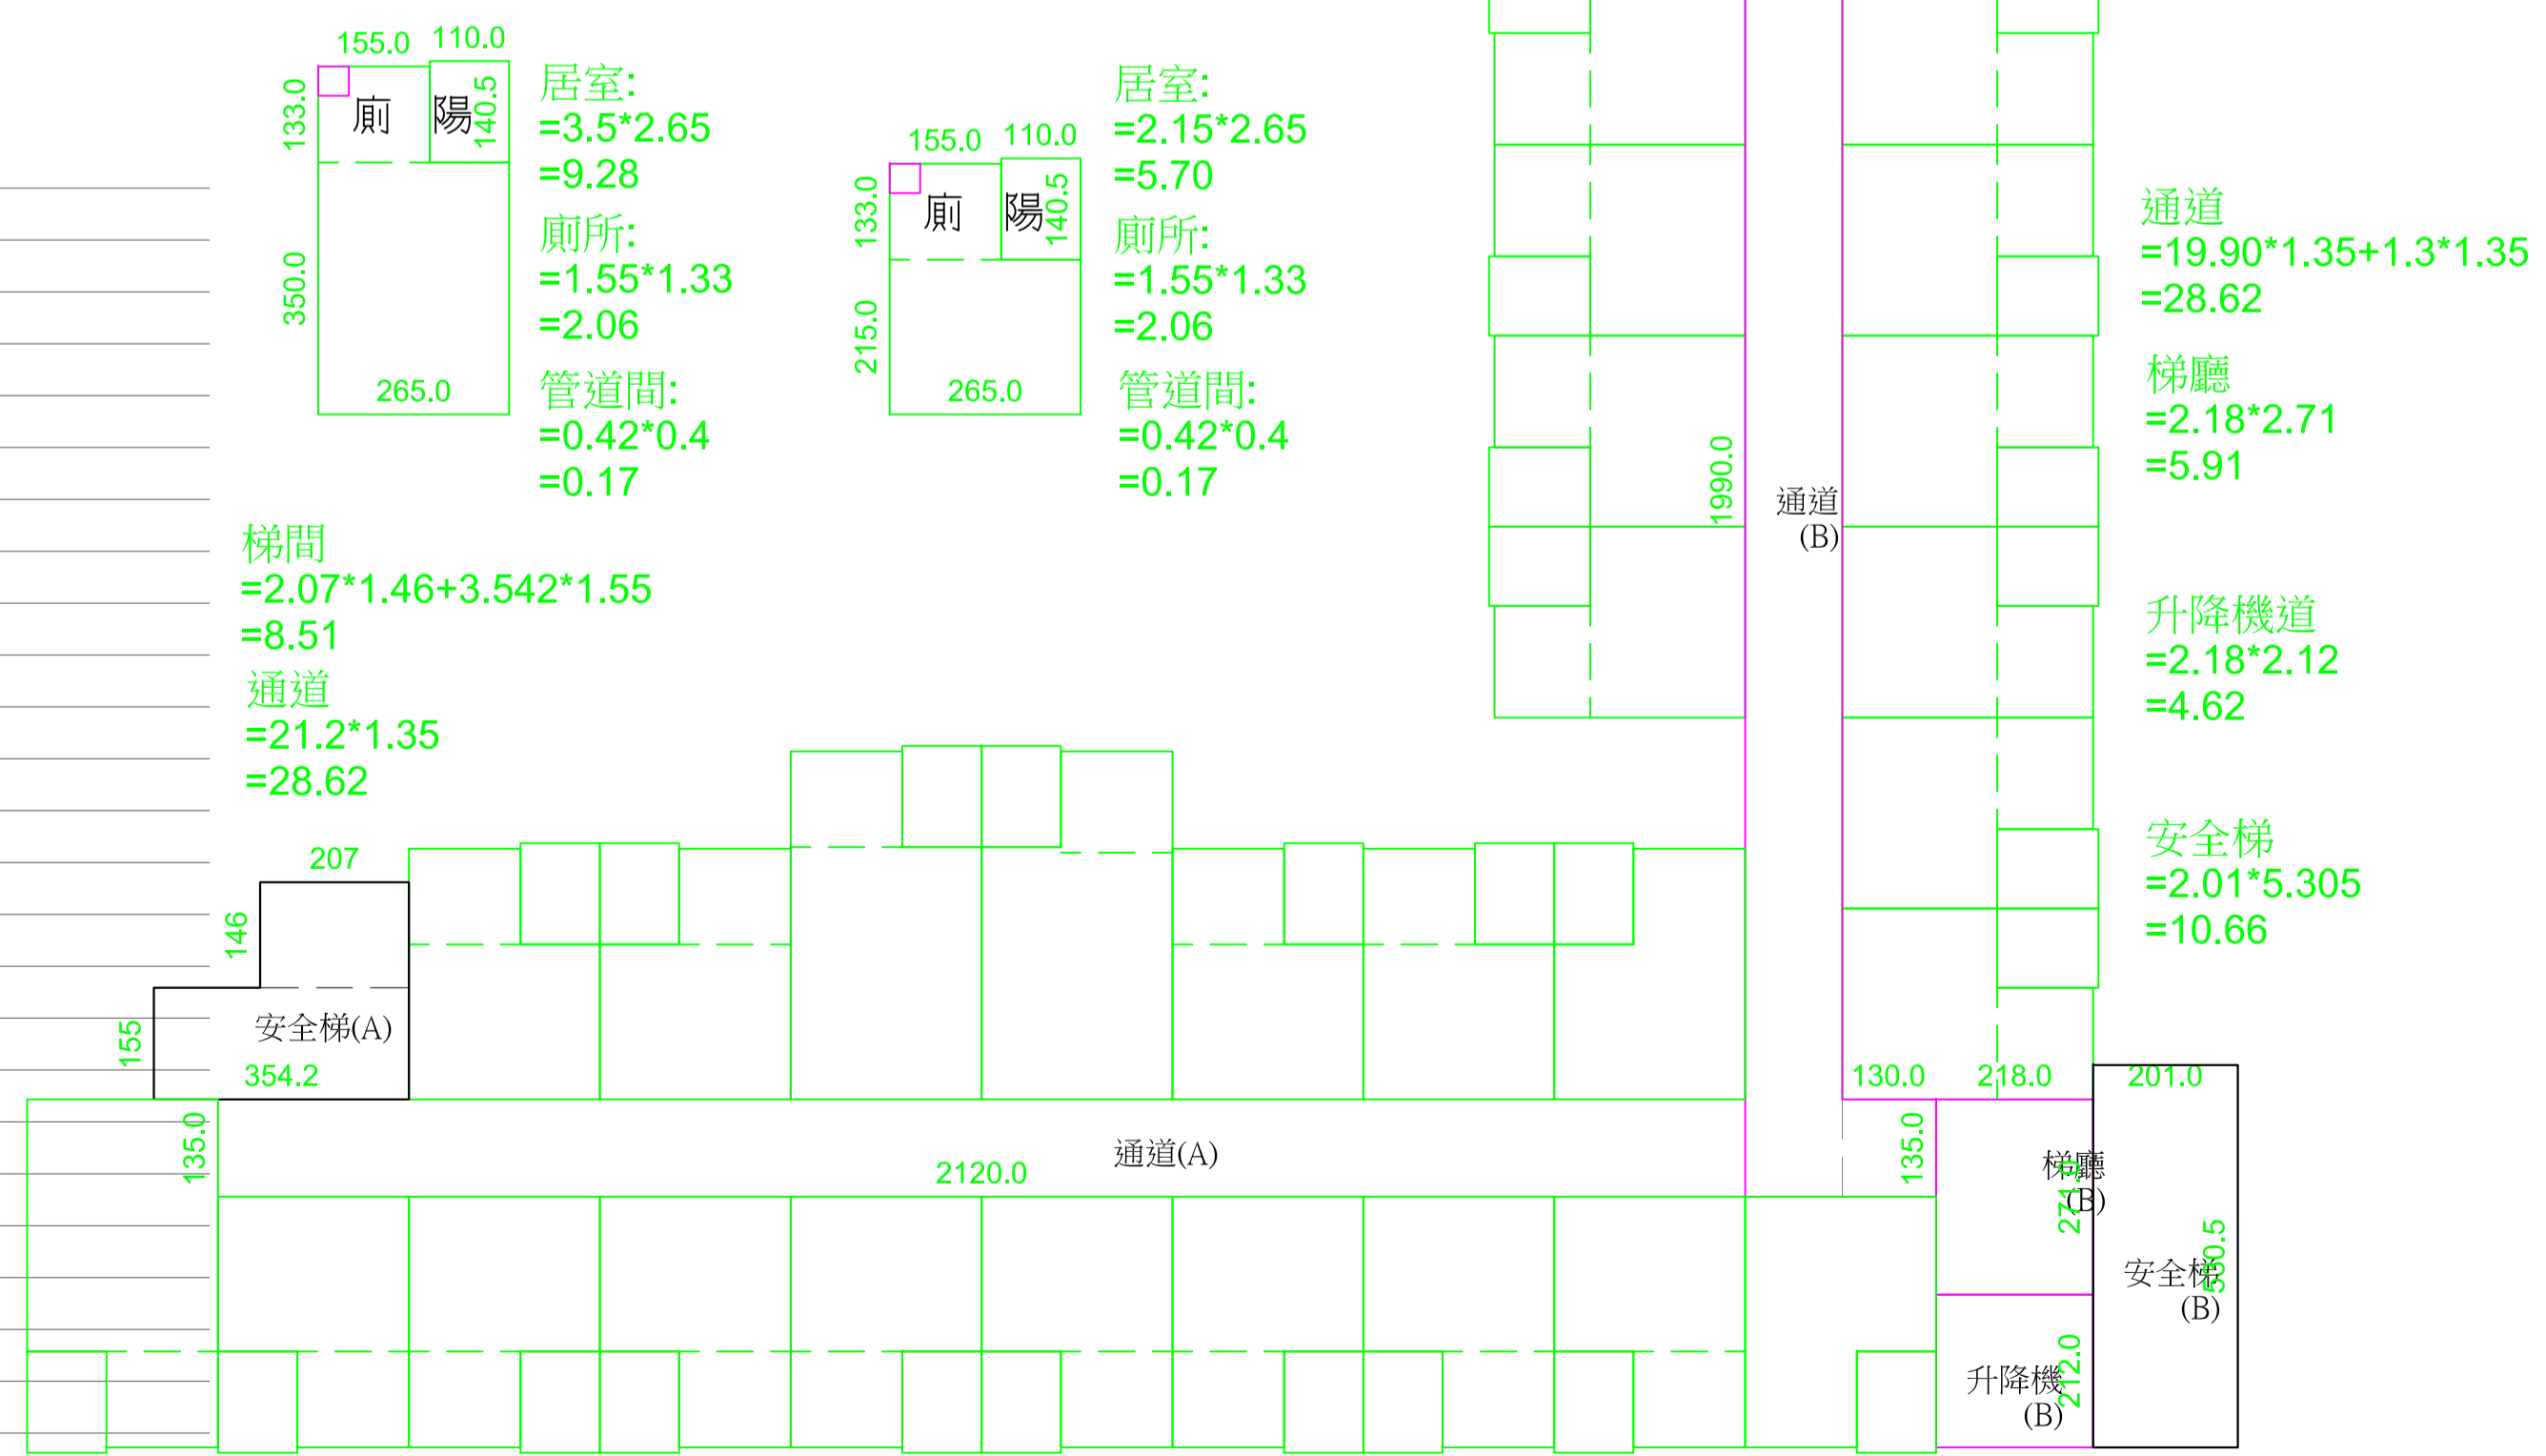 155.0
110.0
133.0
廁
陽
140.5
350.0
265.0
居室:
=3.5*2.65
=9.28
廁所:
=1.55*1.33
=2.06
管道間:
=0.42*0.4
=0.17
155.0
110.0
133.0
廁
陽
140.5
215.0
265.0
居室:
=2.15*2.65
=5.70
廁所:
=1.55*1.33
=2.06
管道間:
=0.42*0.4
=0.17
通道
=19.90*1.35+1.3*1.35
=28.62
梯廳
=2.18*2.71
=5.91
升降機道
=2.18*2.12
=4.62
安全梯
=2.01*5.305
=10.66
1990.0
通道
(B)
梯間
=2.07*1.46+3.542*1.55
=8.51
通道
=21.2*1.35
=28.62
207
146
155
安全梯(A)
354.2
135.0
通道(A)
2120.0
130.0
218.0
201.0
135.0
梯廳
(B)
271.0
安全梯
(B)
530.5
升降機
(B)
212.0